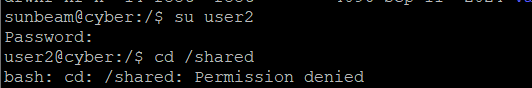 sunbeam@cyber:/$ su user2
Password:
user2@cyber:/$ cd /shared
bash: cd: /shared: Permission denied